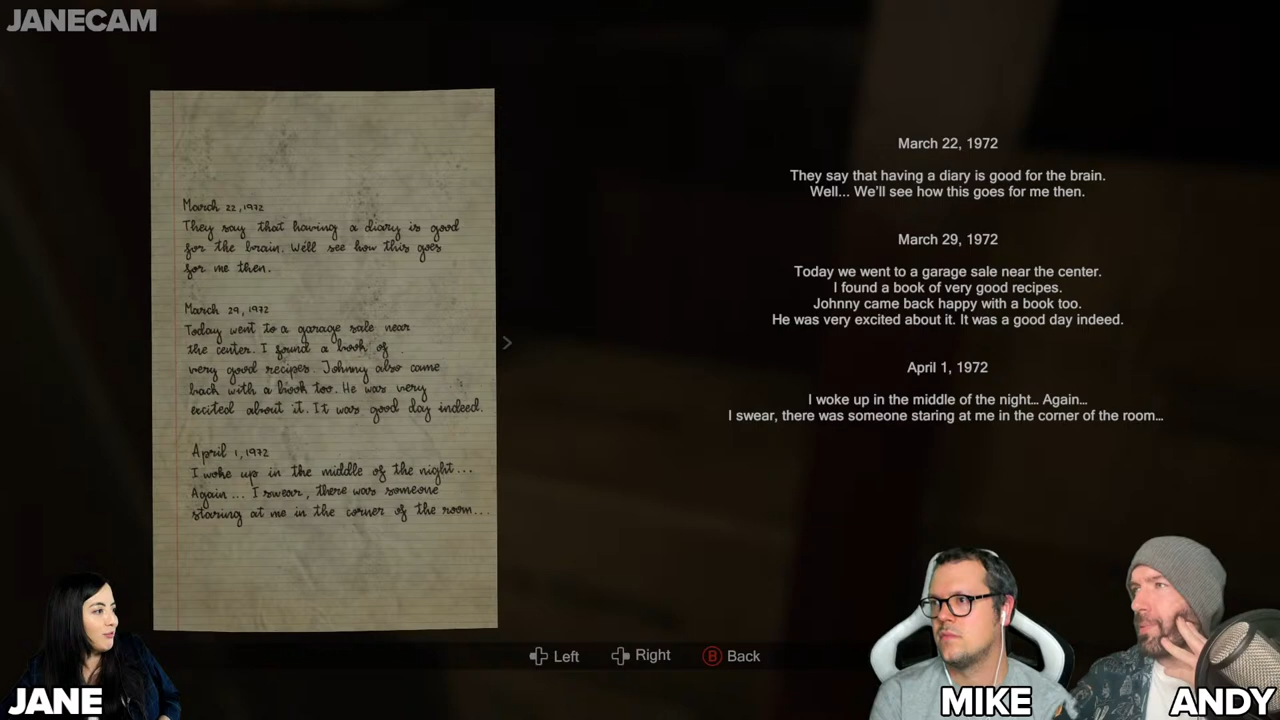 JANECAM
March 22, 1972
They say that having a diary is good
for the brain. We'll see how this goes
for me then.
March 29, 1972
Today went to a garage sale near
the center. I found a book of
very good recipes. Johnny also came
back with a book too. He was very
excited about it. It was good day indeed.
April 1, 1972
I woke up in the middle of the night...
Again... I swear, there was someone
staring at me in the corner of the room...
March 22, 1972
They say that having a diary is good for the brain.
Well... We'll see how this goes for me then.
March 29, 1972
Today we went to a garage sale near the center.
I found a book of very good recipes.
Johnny came back happy with a book too.
He was very excited about it. It was a good day indeed.
April 1, 1972
I woke up in the middle of the night... Again...
I swear, there was someone staring at me in the corner of the room...
Left
Right
B Back
JANE
MIKE
ANDY